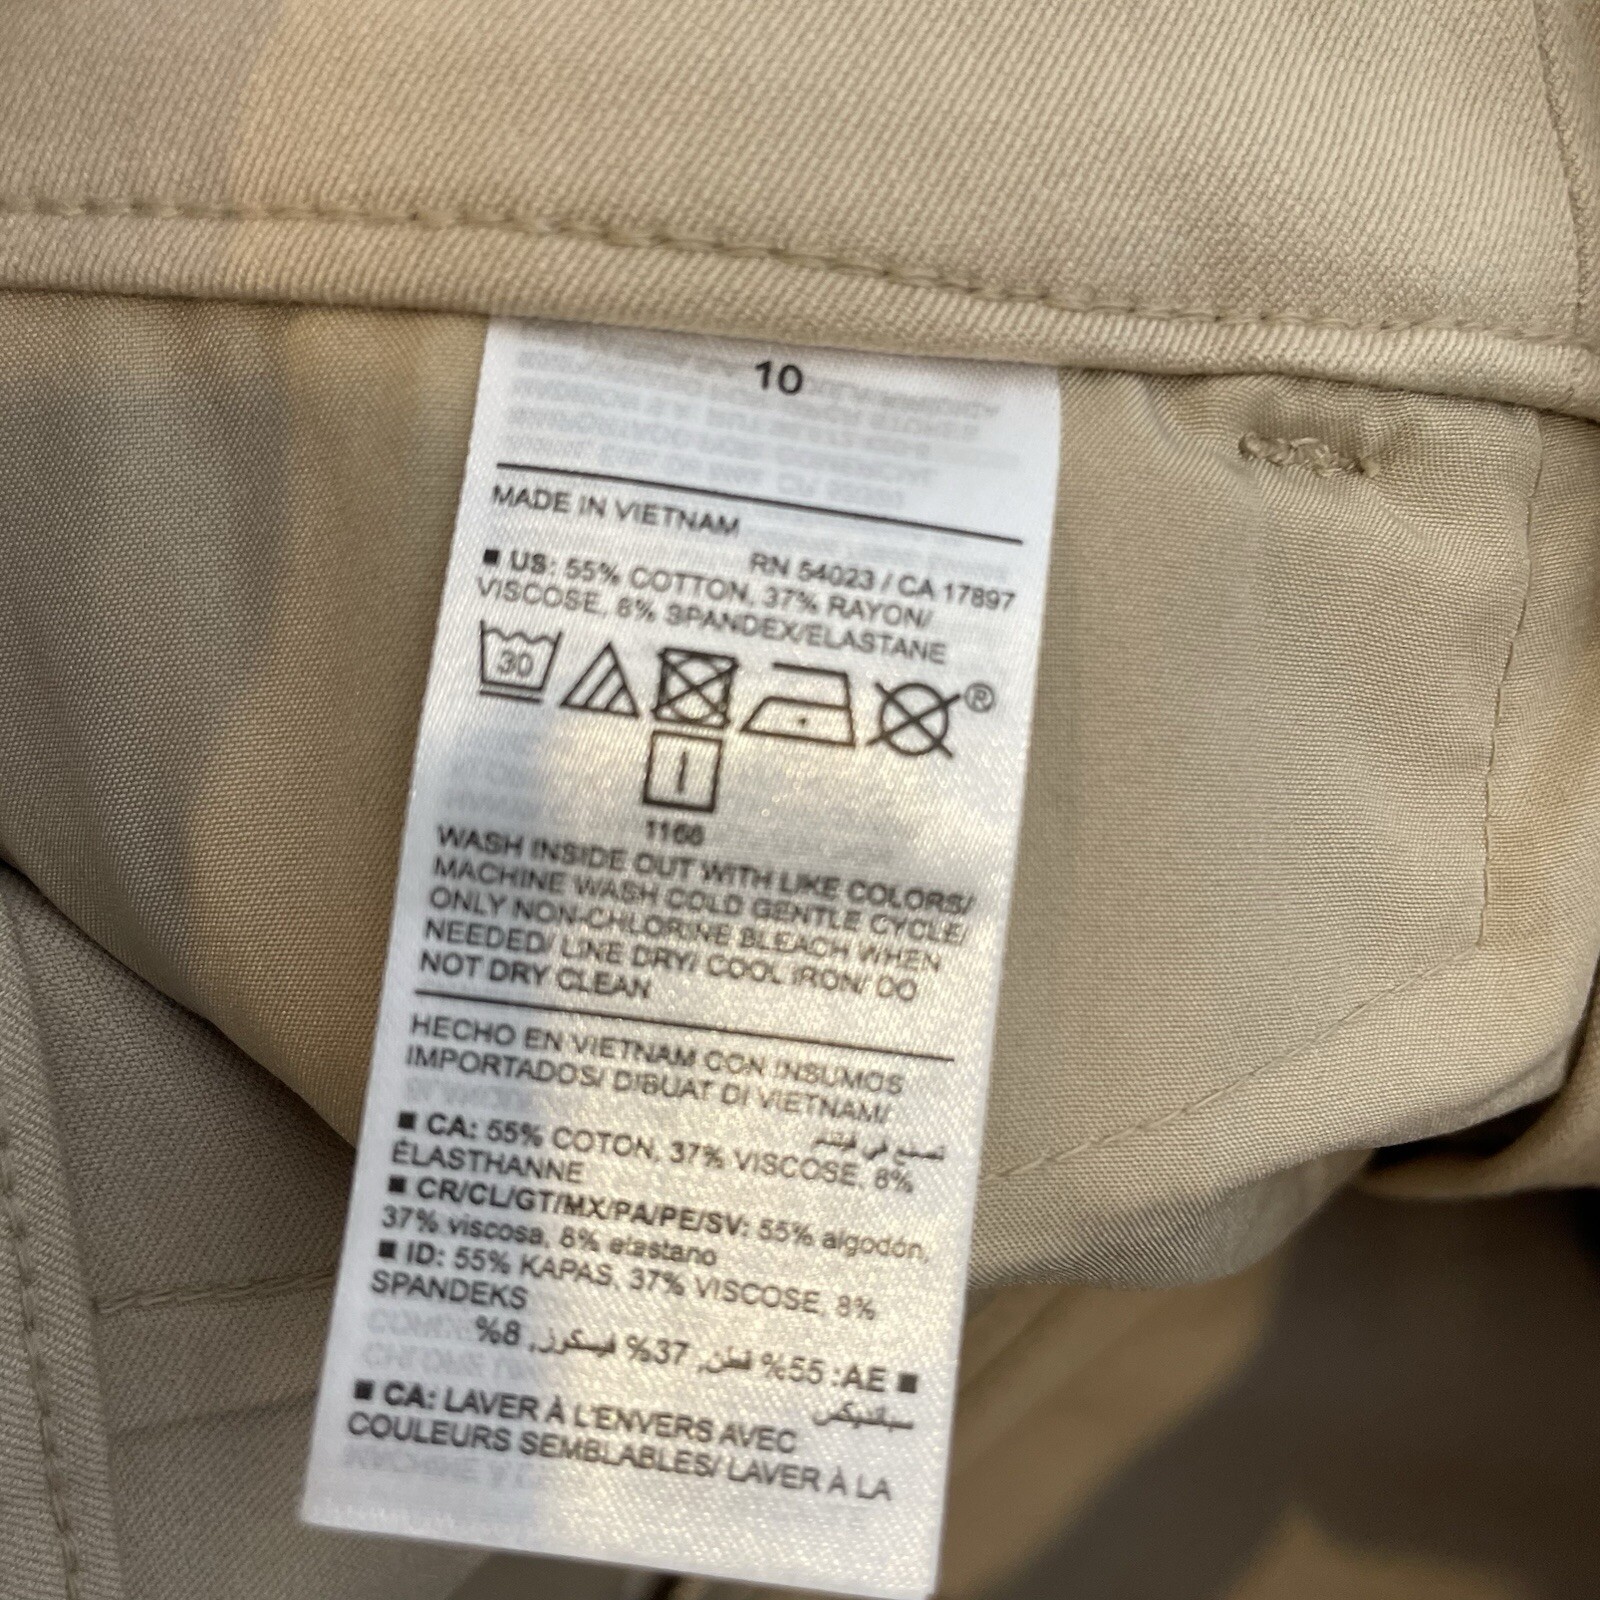 10
MADE IN VIETNAM
RN 54023 / CA 17897
■ US: 55% COTTON, 37% RAYON/
VISCOSE, 8% SPANDEX/ELASTANE
30
®
1166
WASH INSIDE OUT WITH LIKE COLORS/
MACHINE WASH COLD GENTLE CYCLE/
ONLY NON-CHLORINE BLEACH WHEN
NEEDED/ LINE DRY/ COOL IRON/ DO
NOT DRY CLEAN
HECHO EN VIETNAM CON INSUMOS
IMPORTADOS/ DIBUAT DI VIETNAM/
تصنع في فيتنام
■ CA: 55% COTON, 37% VISCOSE, 8%
ÉLASTHANNE
■ CR/CL/GT/MX/PA/PE/SV: 55% algodón,
37% viscosa, 8% elastano
■ ID: 55% KAPAS, 37% VISCOSE, 8%
SPANDEKS
■ AE: 55% قطن, 37% فيسكوز, 8%
سباندكس
■ CA: LAVER À L'ENVERS AVEC
COULEURS SEMBLABLES/ LAVER À LA